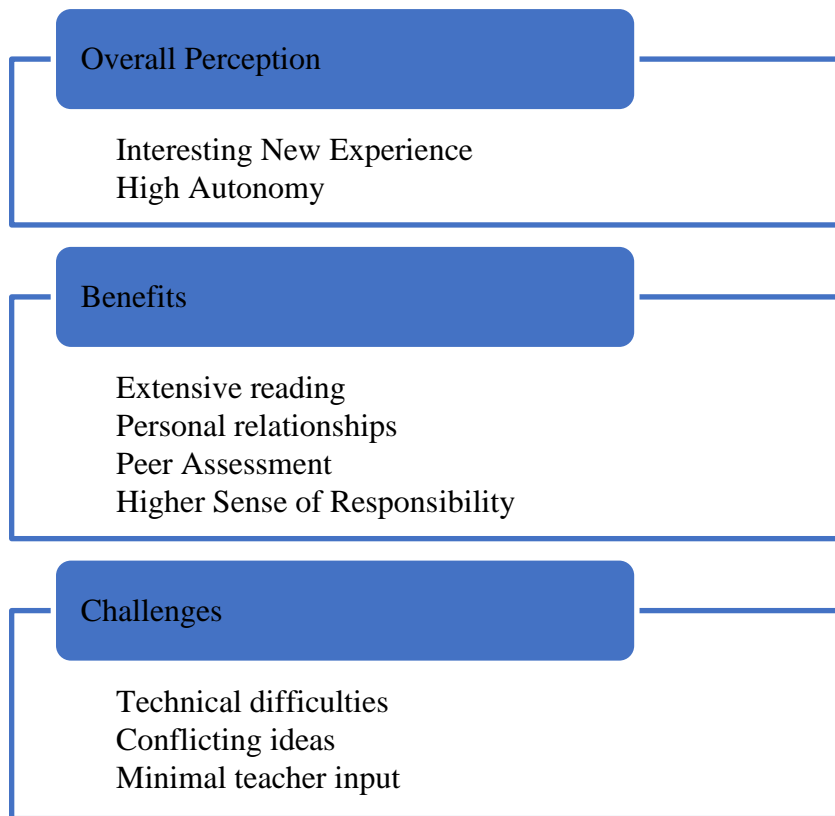 Overall Perception
Interesting New Experience
High Autonomy
Benefits
Extensive reading
Personal relationships
Peer Assessment
Higher Sense of Responsibility
Challenges
Technical difficulties
Conflicting ideas
Minimal teacher input